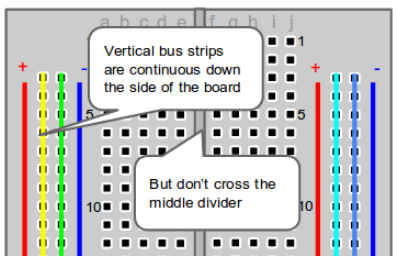 a b c d e f g h i j
1
Vertical bus strips
are continuous down
the side of the board
+ - + -
5 5
But don't cross the
middle divider
10 10